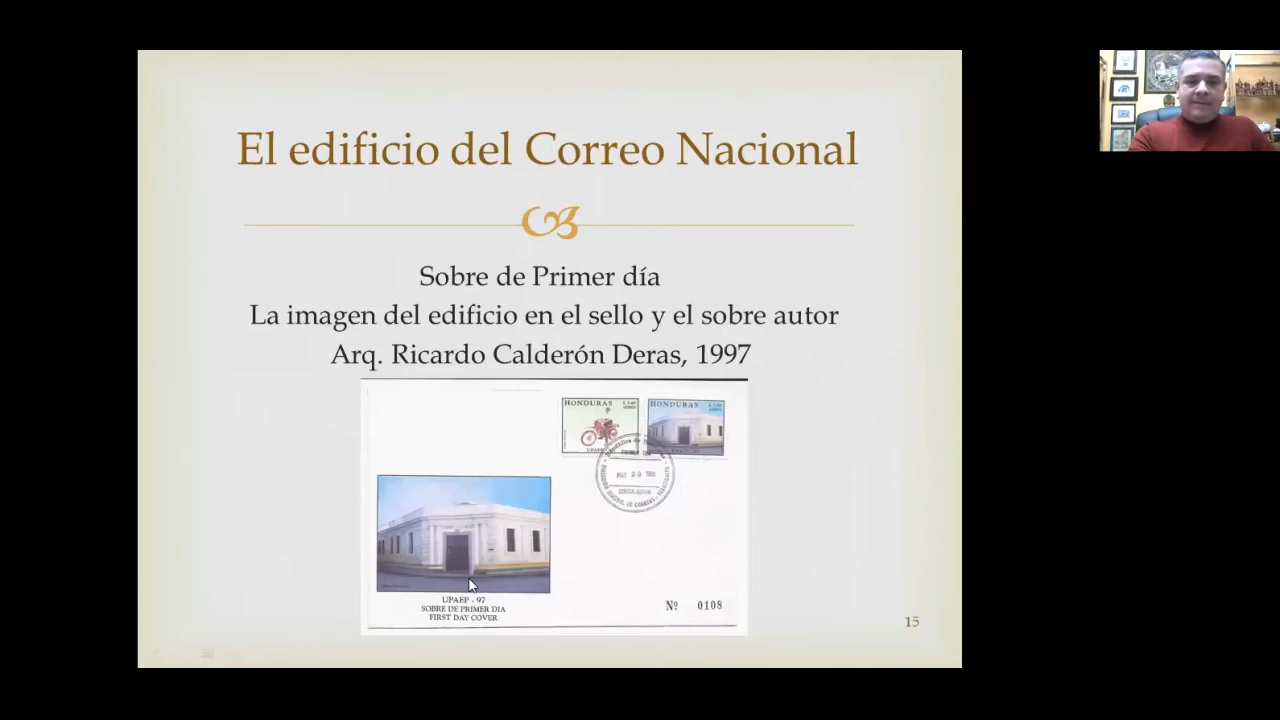 El edificio del Correo Nacional
Sobre de Primer día
La imagen del edificio en el sello y el sobre autor
Arq. Ricardo Calderón Deras, 1997
HONDURAS
HONDURAS
UPAEP - 97
SOBRE DE PRIMER DIA
FIRST DAY COVER
Nº 0108
15